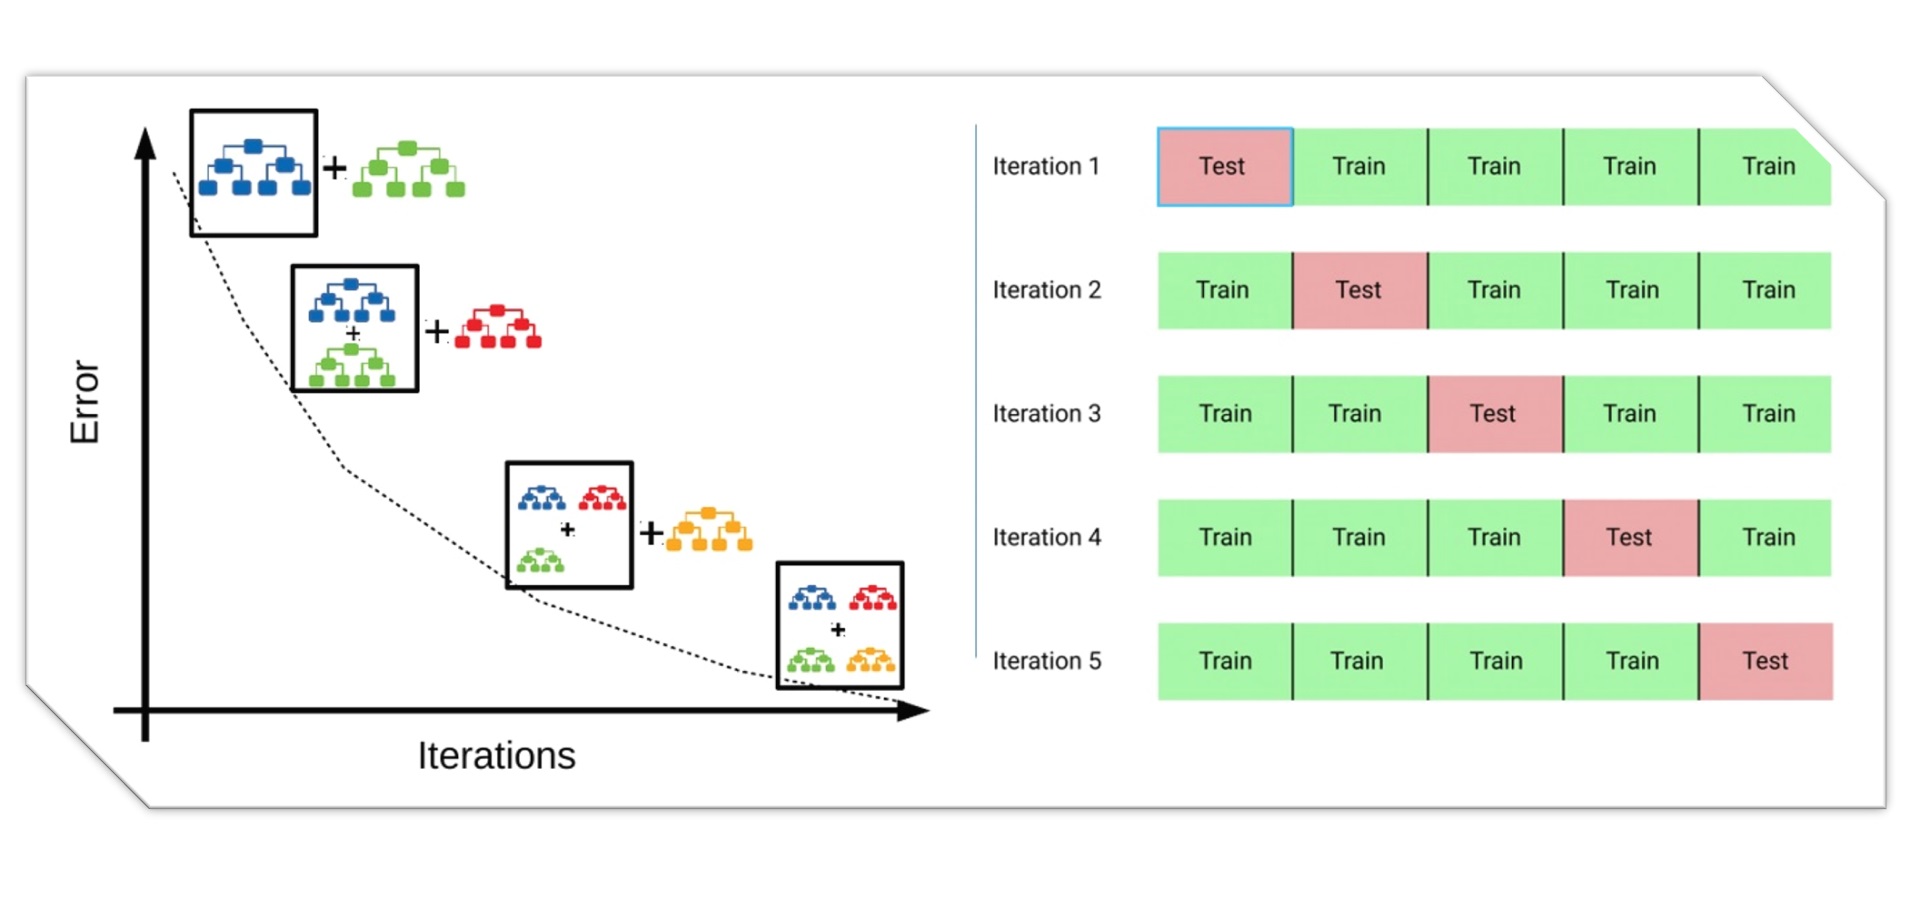 +
+
+
+
+
+
Error
Iterations
Iteration 1 Test Train Train Train Train
Iteration 2 Train Test Train Train Train
Iteration 3 Train Train Test Train Train
Iteration 4 Train Train Train Test Train
Iteration 5 Train Train Train Train Test